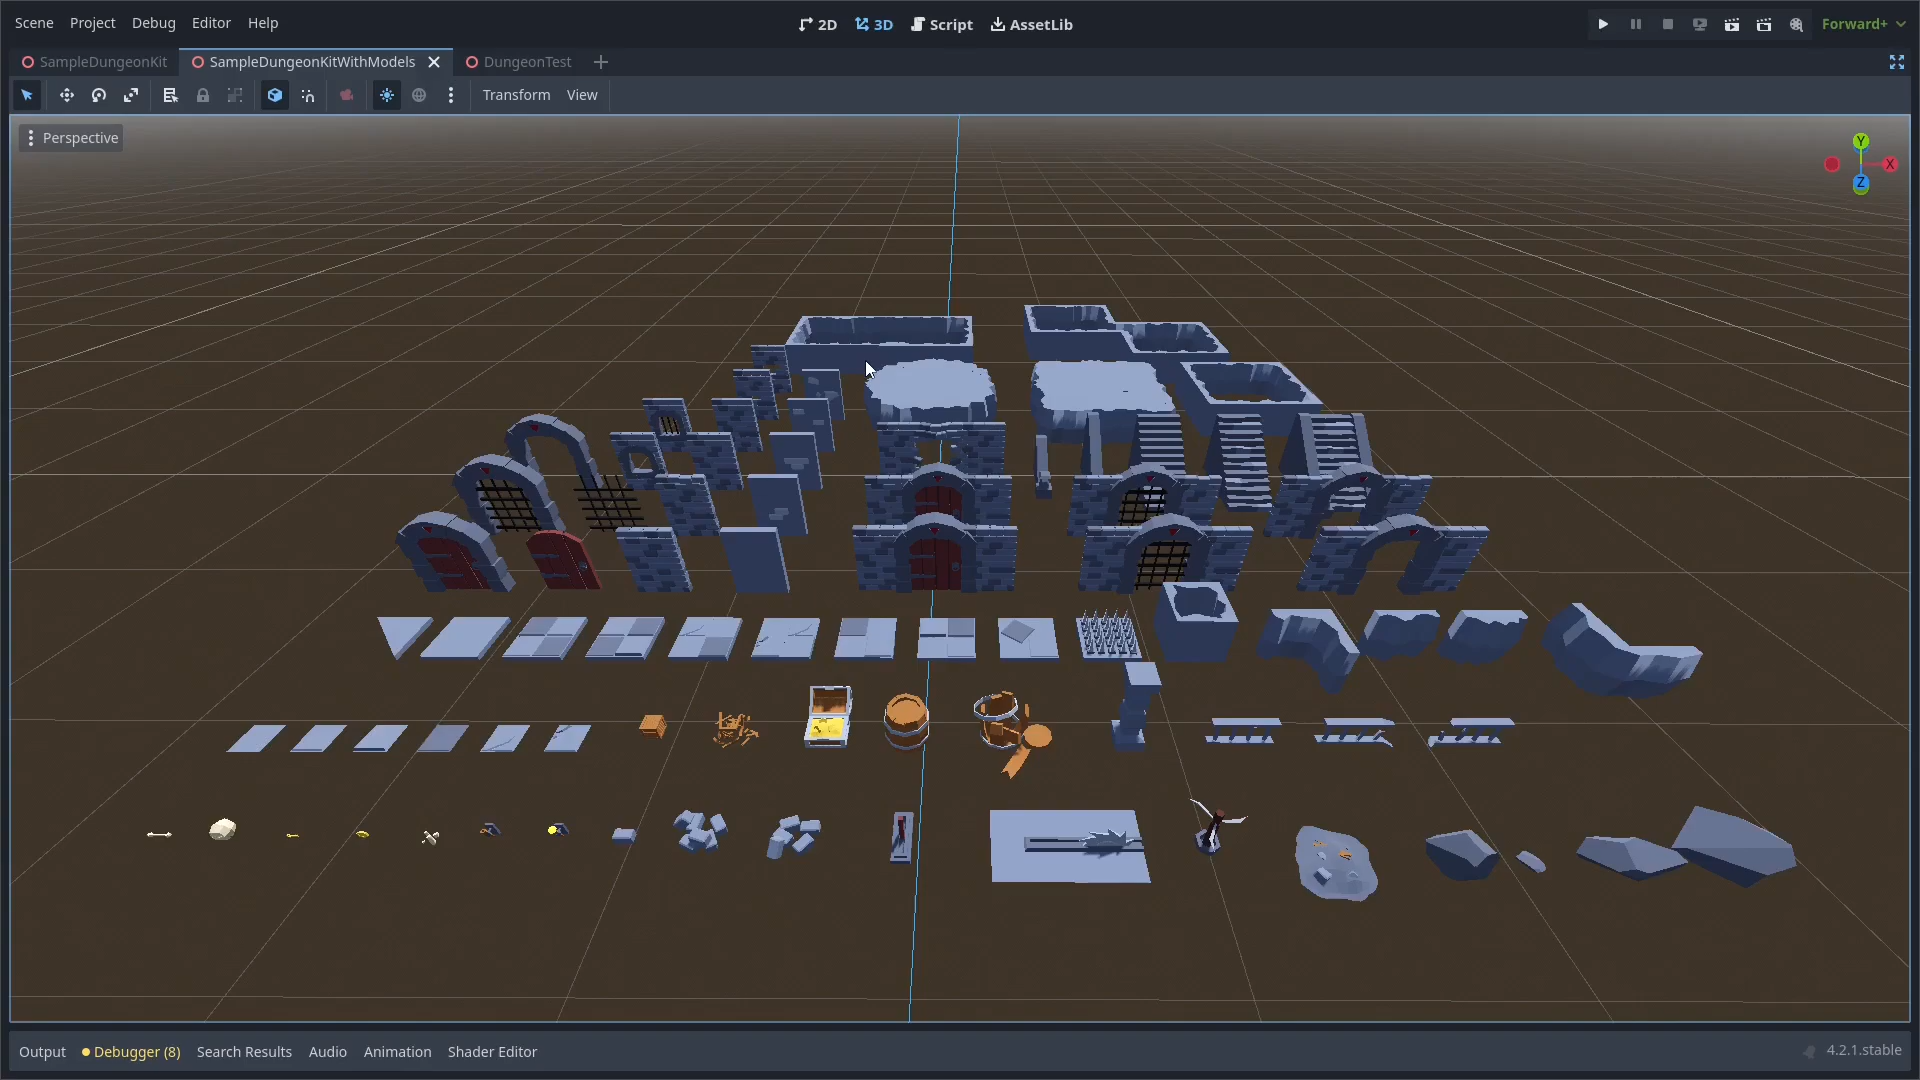 Scene Project Debug Editor Help 2D 3D Script AssetLib Forward+
SampleDungeonKit SampleDungeonKitWithModels DungeonTest
Transform View
Perspective
Y
X
Z
Output Debugger (8) Search Results Audio Animation Shader Editor 4.2.1.stable